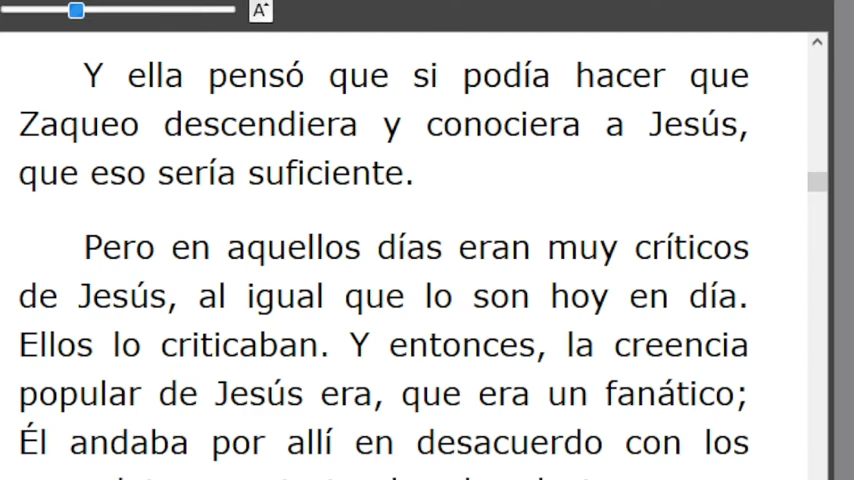 A
Y ella pensó que si podía hacer que
Zaqueo descendiera y conociera a Jesús,
que eso sería suficiente.
Pero en aquellos días eran muy críticos
de Jesús, al igual que lo son hoy en día.
Ellos lo criticaban. Y entonces, la creencia
popular de Jesús era, que era un fanático;
Él andaba por allí en desacuerdo con los